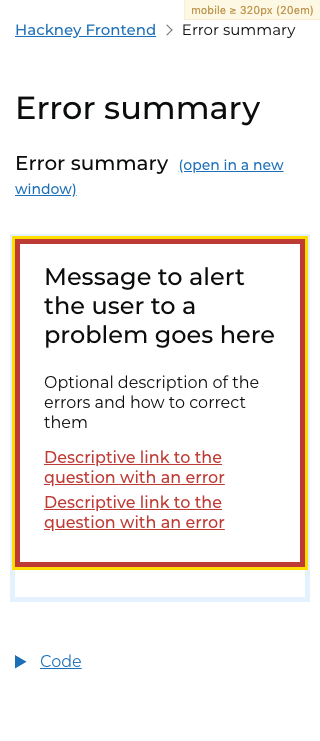 mobile ≥ 320px (20em)
Hackney Frontend > Error summary
Error summary
Error summary (open in a new
window)
Message to alert
the user to a
problem goes here
Optional description of the
errors and how to correct
them
Descriptive link to the
question with an error
Descriptive link to the
question with an error
Code